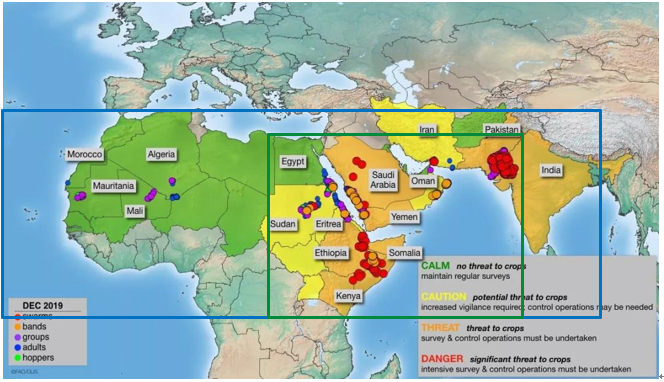 Iran
Pakistan
Morocco
Algeria
Egypt
Saudi
Arabia
India
Mauritania
Oman
Mali
Sudan
Eritrea
Yemen
Ethiopia
Somalia
Kenya
CALM no threat to crops
maintain regular surveys
CAUTION potential threat to crops
increased vigilance required; control operations may be needed
THREAT threat to crops
survey & control operations must be undertaken
DANGER significant threat to crops
intensive survey & control operations must be undertaken
DEC 2019
swarms
bands
groups
adults
hoppers